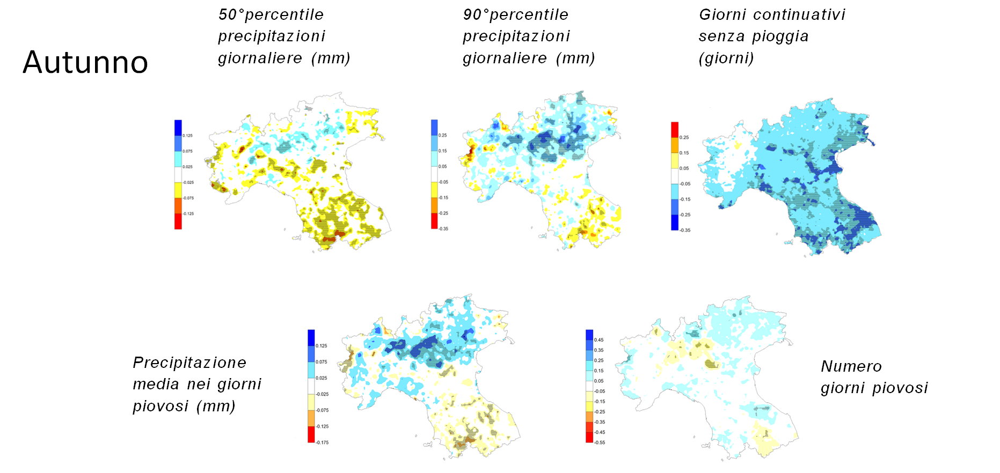 50°percentile
precipitazioni
giornaliere (mm)
90°percentile
precipitazioni
giornaliere (mm)
Giorni continuativi
senza pioggia
(giorni)
Autunno
0.125
0.075
0.025
-0.025
-0.075
-0.125
0.25
0.15
0.05
-0.05
-0.15
-0.25
-0.35
0.25
0.15
0.05
-0.05
-0.15
-0.25
-0.35
Precipitazione
media nei giorni
piovosi (mm)
0.125
0.075
0.025
-0.025
-0.075
-0.125
-0.175
0.45
0.35
0.25
0.15
0.05
-0.05
-0.15
-0.25
-0.35
-0.45
-0.55
Numero
giorni piovosi